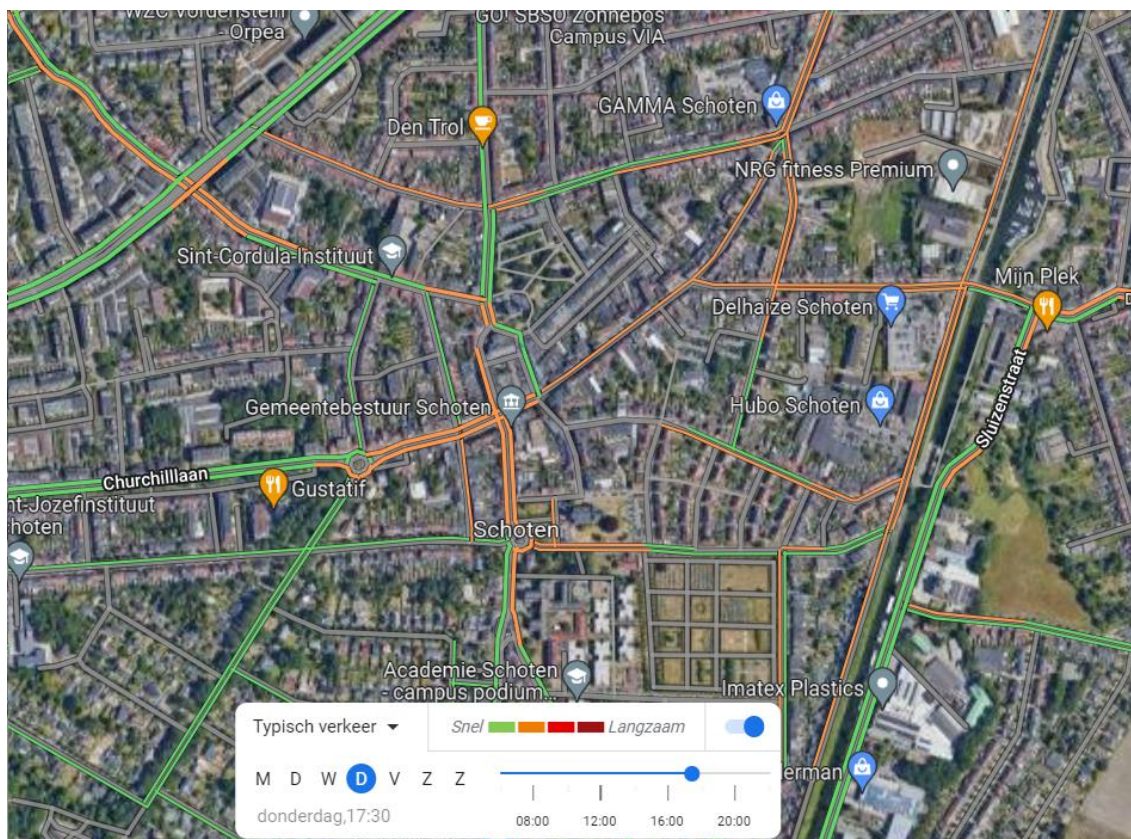 WZC Vordenstein
- Orpea
GO! SBSO Zonnebos
Campus VIA
GAMMA Schoten
Den Trol
NRG fitness Premium
Sint-Cordula-Instituut
Mijn Plek
Delhaize Schoten
Sluizenstraat
Gemeentebestuur Schoten
Hubo Schoten
Churchilllaan
Gustatif
nt-Jozefinstituut
choten
Schoten
Academie Schoten
- campus podium...
Imatex Plastics
erman
Typisch verkeer
Snel
Langzaam
M D W D V Z Z
donderdag,17:30
08:00 12:00 16:00 20:00